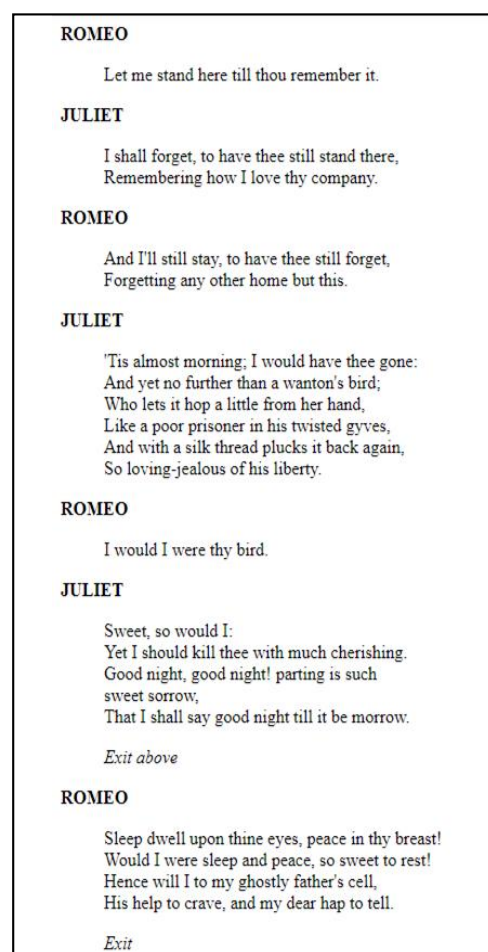 ROMEO
Let me stand here till thou remember it.
JULIET
I shall forget, to have thee still stand there,
Remembering how I love thy company.
ROMEO
And I'll still stay, to have thee still forget,
Forgetting any other home but this.
JULIET
'Tis almost morning; I would have thee gone:
And yet no further than a wanton's bird;
Who lets it hop a little from her hand,
Like a poor prisoner in his twisted gyves,
And with a silk thread plucks it back again,
So loving-jealous of his liberty.
ROMEO
I would I were thy bird.
JULIET
Sweet, so would I:
Yet I should kill thee with much cherishing.
Good night, good night! parting is such
sweet sorrow,
That I shall say good night till it be morrow.
Exit above
ROMEO
Sleep dwell upon thine eyes, peace in thy breast!
Would I were sleep and peace, so sweet to rest!
Hence will I to my ghostly father's cell,
His help to crave, and my dear hap to tell.
Exit